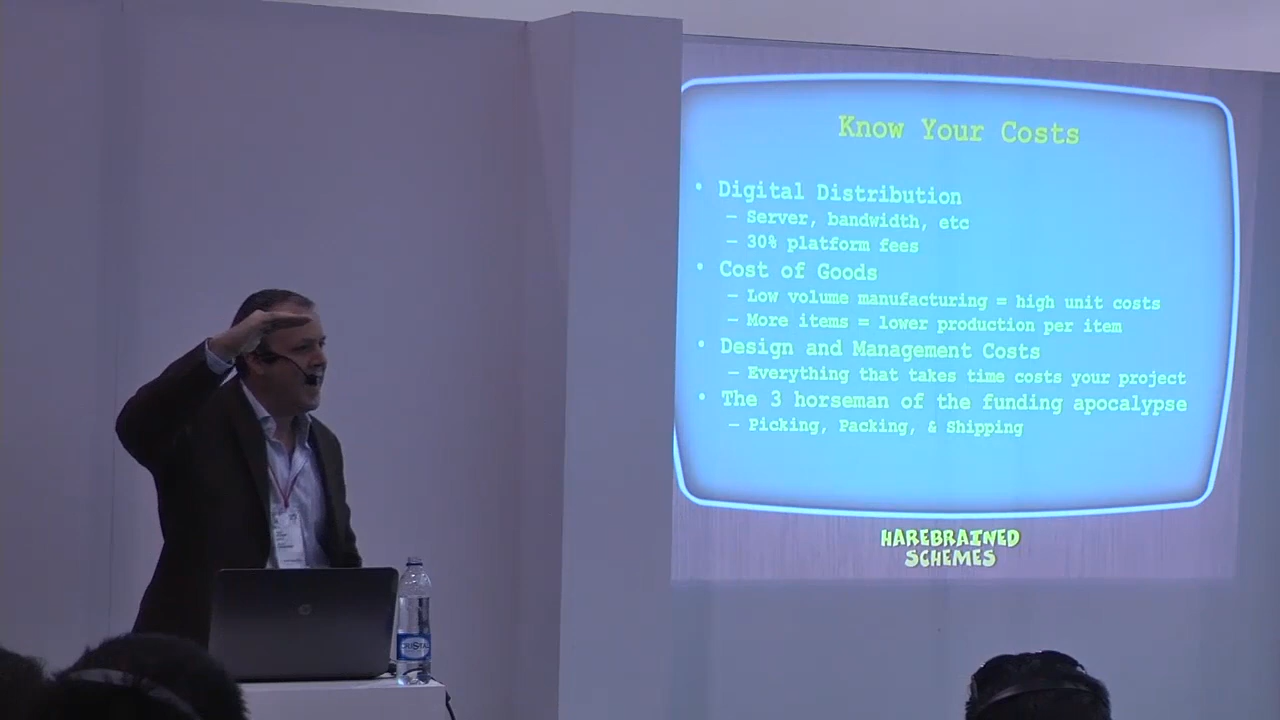 Know Your Costs
• Digital Distribution
– Server, bandwidth, etc
– 30% platform fees
• Cost of Goods
– Low volume manufacturing = high unit costs
– More items = lower production per item
• Design and Management Costs
– Everything that takes time costs your project
• The 3 horseman of the funding apocalypse
– Picking, Packing, & Shipping
HAREBRAINED
SCHEMES